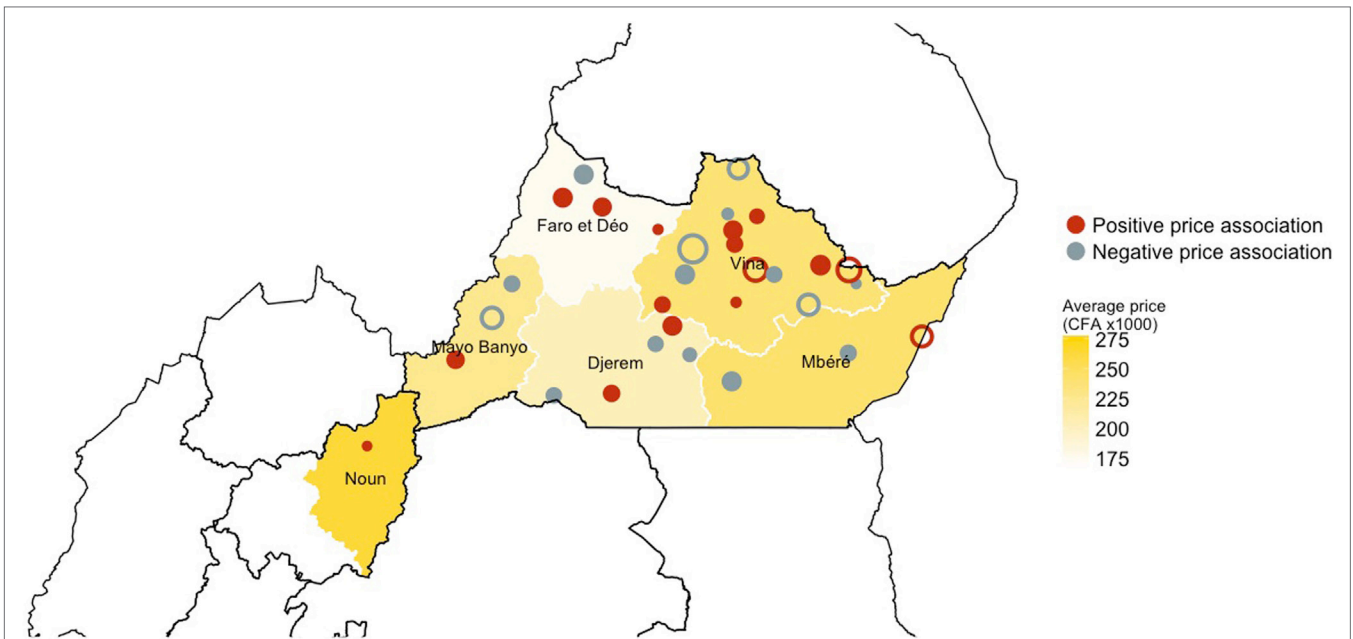 Positive price association
Negative price association
Faro et Déo
Vina
Average price
(CFA x1000)
275
250
225
200
175
Mayo Banyo
Djerem
Mbéré
Noun